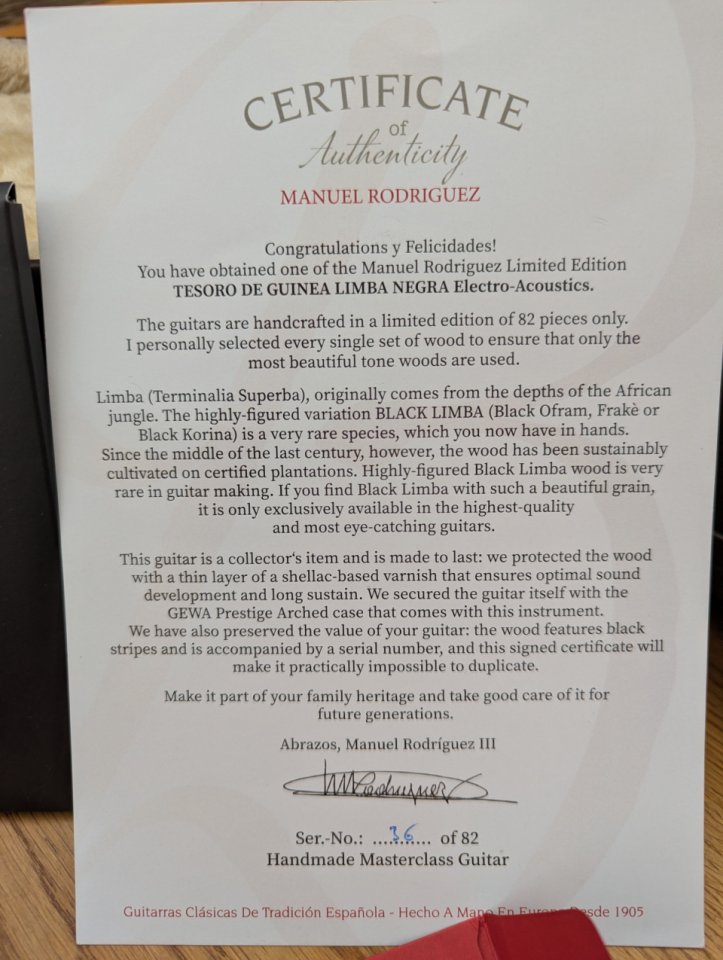 CERTIFICATE
of
Authenticity
MANUEL RODRIGUEZ
Congratulations y Felicidades!
You have obtained one of the Manuel Rodriguez Limited Edition
TESORO DE GUINEA LIMBA NEGRA Electro-Acoustics.
The guitars are handcrafted in a limited edition of 82 pieces only.
I personally selected every single set of wood to ensure that only the
most beautiful tone woods are used.
Limba (Terminalia Superba), originally comes from the depths of the African
jungle. The highly-figured variation BLACK LIMBA (Black Ofram, Frakè or
Black Korina) is a very rare species, which you now have in hands.
Since the middle of the last century, however, the wood has been sustainably
cultivated on certified plantations. Highly-figured Black Limba wood is very
rare in guitar making. If you find Black Limba with such a beautiful grain,
it is only exclusively available in the highest-quality
and most eye-catching guitars.
This guitar is a collector's item and is made to last: we protected the wood
with a thin layer of a shellac-based varnish that ensures optimal sound
development and long sustain. We secured the guitar itself with the
GEWA Prestige Arched case that comes with this instrument.
We have also preserved the value of your guitar: the wood features black
stripes and is accompanied by a serial number, and this signed certificate will
make it practically impossible to duplicate.
Make it part of your family heritage and take good care of it for
future generations.
Abrazos, Manuel Rodríguez III
Ser.-No.: ...36... of 82
Handmade Masterclass Guitar
Guitarras Clásicas De Tradición Española - Hecho A Mano En Europa Desde 1905